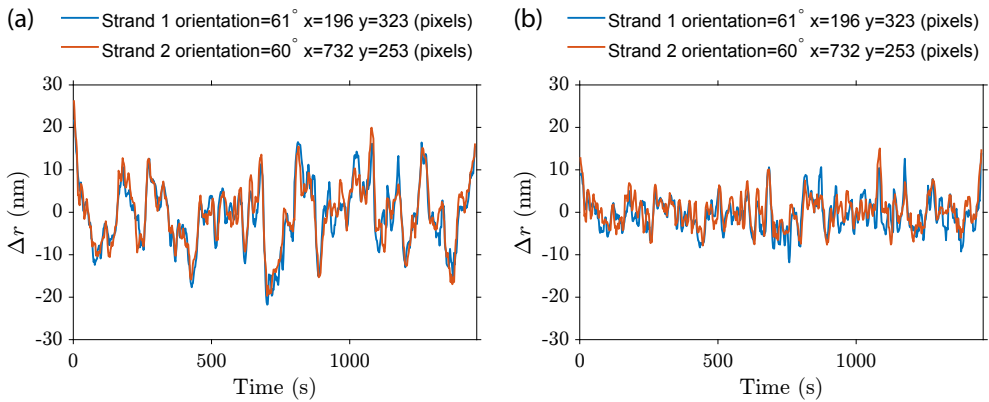 (a)
Strand 1 orientation=61° x=196 y=323 (pixels)
Strand 2 orientation=60° x=732 y=253 (pixels)
30
20
10
0
-10
-20
-30
Δr (nm)
0 500 1000
Time (s)
(b)
Strand 1 orientation=61° x=196 y=323 (pixels)
Strand 2 orientation=60° x=732 y=253 (pixels)
30
20
10
0
-10
-20
-30
Δr (nm)
0 500 1000
Time (s)